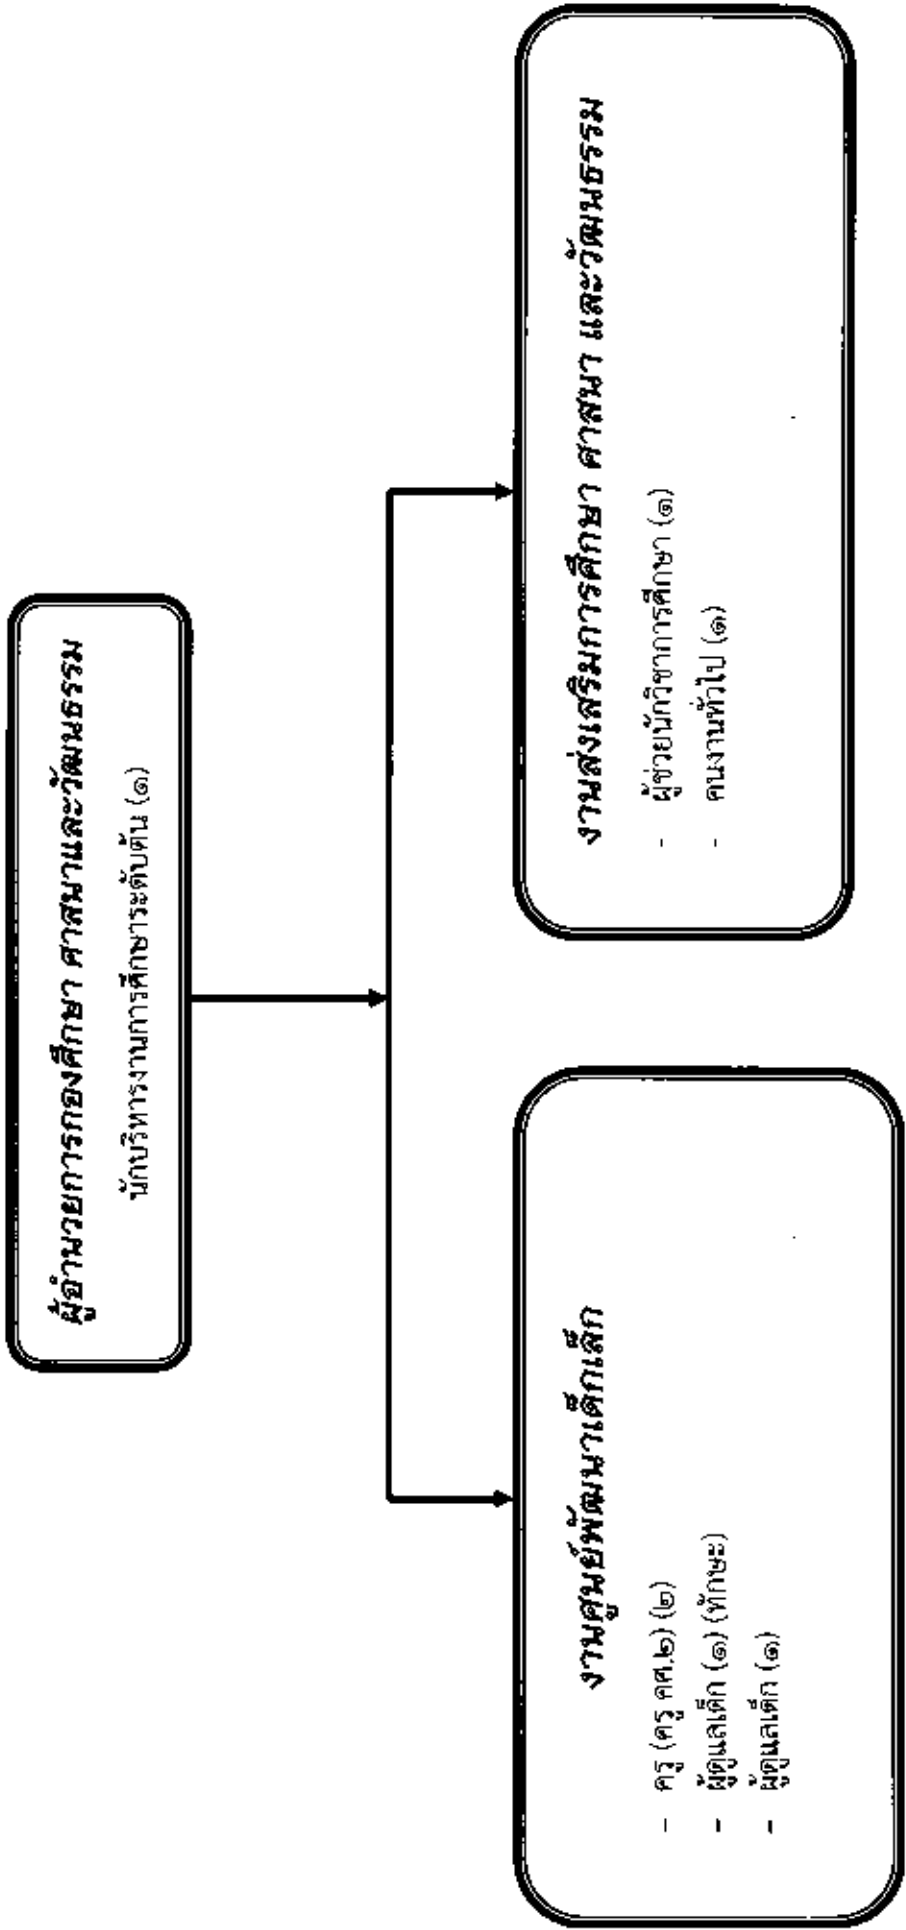 ผู้อำนวยการกองศึกษา ศาสนาและวัฒนธรรม
นักบริหารงานการศึกษาระดับต้น (๑)
งานศูนย์พัฒนาเด็กเล็ก
- ครู (ครู คศ.๒) (๒)
- ผู้ดูแลเด็ก (๑) (ทักษะ)
- ผู้ดูแลเด็ก (๑)
งานส่งเสริมการศึกษา ศาสนา และวัฒนธรรม
- ผู้ช่วยนักวิชาการศึกษา (๑)
- คนงานทั่วไป (๑)